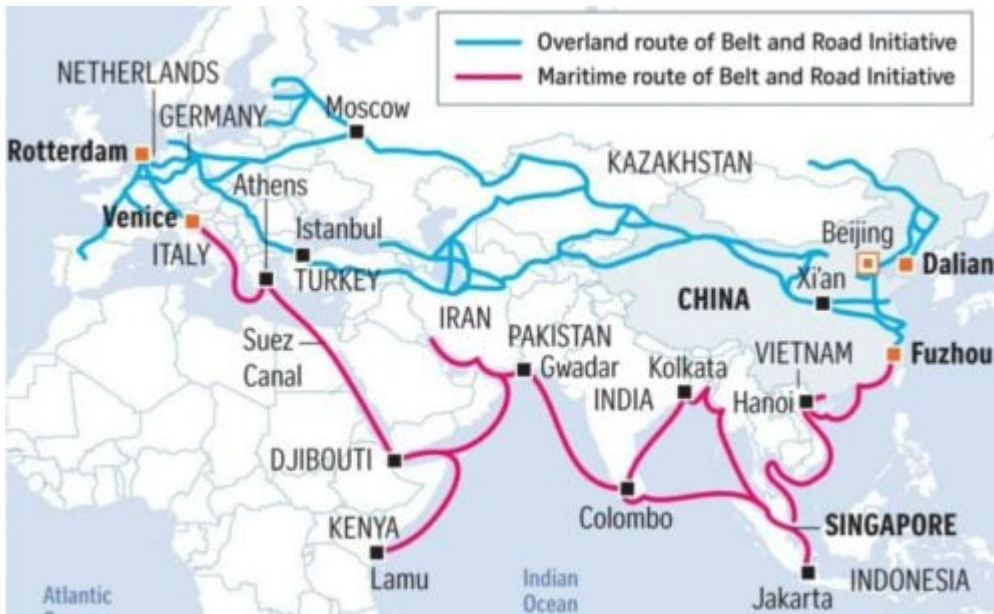 Overland route of Belt and Road Initiative
Maritime route of Belt and Road Initiative
NETHERLANDS
GERMANY
Moscow
Rotterdam
KAZAKHSTAN
Athens
Venice
Istanbul
Beijing
ITALY
TURKEY
Xi'an
Dalian
CHINA
IRAN
Suez
Canal
PAKISTAN
Gwadar
Kolkata
VIETNAM
Fuzhou
INDIA
Hanoi
DJIBOUTI
Colombo
SINGAPORE
KENYA
Lamu
Indian
Ocean
Jakarta
INDONESIA
Atlantic